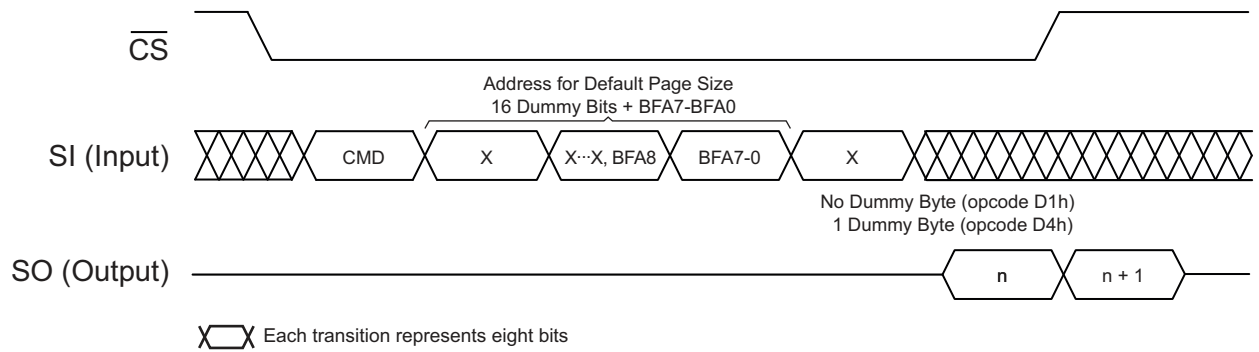 CS
Address for Default Page Size
16 Dummy Bits + BFA7-BFA0
SI (Input)
CMD
X
X···X, BFA8
BFA7-0
X
No Dummy Byte (opcode D1h)
1 Dummy Byte (opcode D4h)
SO (Output)
n
n + 1
Each transition represents eight bits